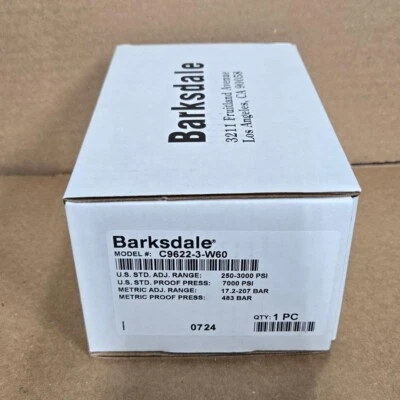 Barksdale
3211 Fruitland Avenue
Los Angeles, CA 90058
Barksdale®
MODEL #: C9622-3-W60
U.S. STD. ADJ. RANGE: 250-3000 PSI
U.S. STD. PROOF PRESS: 7000 PSI
METRIC ADJ. RANGE: 17.2-207 BAR
METRIC PROOF PRESS: 483 BAR
QTY: 1 PC
0724